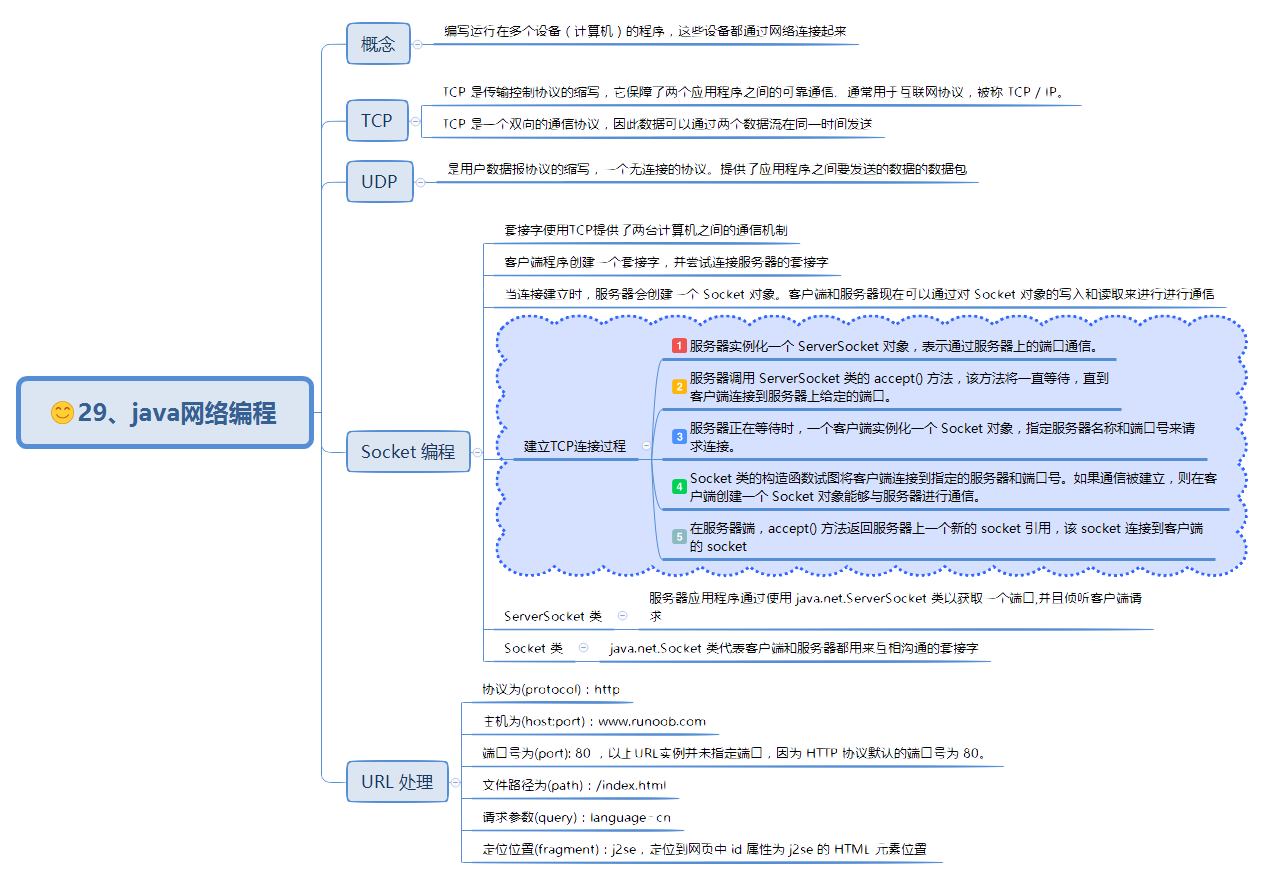 29、java网络编程
概念
编写运行在多个设备（计算机）的程序，这些设备都通过网络连接起来
TCP
TCP 是传输控制协议的缩写，它保障了两个应用程序之间的可靠通信。通常用于互联网协议，被称 TCP / IP。
TCP 是一个双向的通信协议，因此数据可以通过两个数据流在同一时间发送
UDP
是用户数据报协议的缩写，一个无连接的协议。提供了应用程序之间要发送的数据的数据包
Socket 编程
套接字使用TCP提供了两台计算机之间的通信机制
客户端程序创建一个套接字，并尝试连接服务器的套接字
当连接建立时，服务器会创建一个 Socket 对象。客户端和服务器现在可以通过对 Socket 对象的写入和读取来进行进行通信
建立TCP连接过程
1 服务器实例化一个 ServerSocket 对象，表示通过服务器上的端口通信。
2 服务器调用 ServerSocket 类的 accept() 方法，该方法将一直等待，直到
客户端连接到服务器上给定的端口。
3 服务器正在等待时，一个客户端实例化一个 Socket 对象，指定服务器名称和端口号来请
求连接。
4 Socket 类的构造函数试图将客户端连接到指定的服务器和端口号。如果通信被建立，则在客
户端创建一个 Socket 对象能够与服务器进行通信。
5 在服务器端，accept() 方法返回服务器上一个新的 socket 引用，该 socket 连接到客户端
的 socket
ServerSocket 类
服务器应用程序通过使用 java.net.ServerSocket 类以获取一个端口,并且侦听客户端请
求
Socket 类
java.net.Socket 类代表客户端和服务器都用来互相沟通的套接字
URL 处理
协议为(protocol)：http
主机为(host:port)：www.runoob.com
端口号为(port): 80 ，以上URL实例并未指定端口，因为 HTTP 协议默认的端口号为 80。
文件路径为(path)：/index.html
请求参数(query)：language=cn
定位位置(fragment)：j2se，定位到网页中 id 属性为 j2se 的 HTML 元素位置